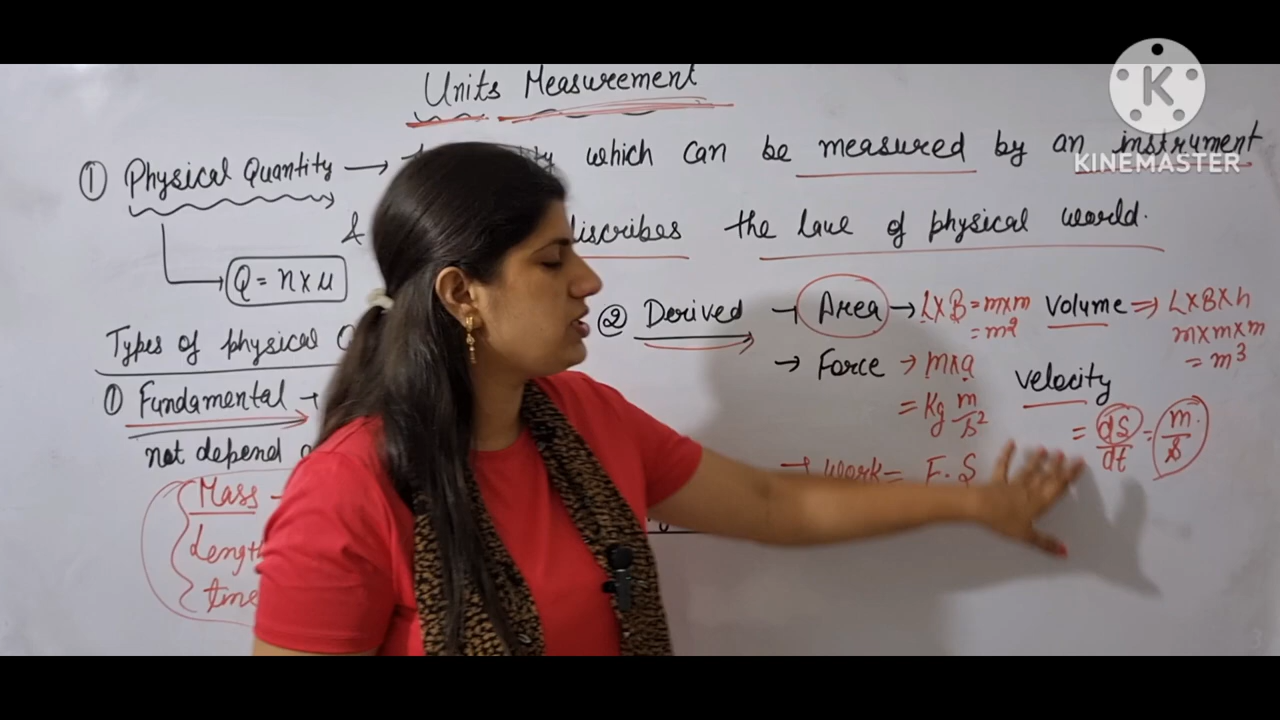 Units Measurement
① Physical Quantity → which can be measured by an instrument
& discribes the law of physical world.
Q = n x u
Types of physical
① Fundamental →
not depend
Mass
Length
time
② Derived → Area → L x B = m x m
= m²
→ Force → m x a
= Kg m/s²
→ Work = F. S
Volume ⇒ L x B x h
m x m x m
= m³
Velocity
= dS/dt = m/s
K
KINEMASTER